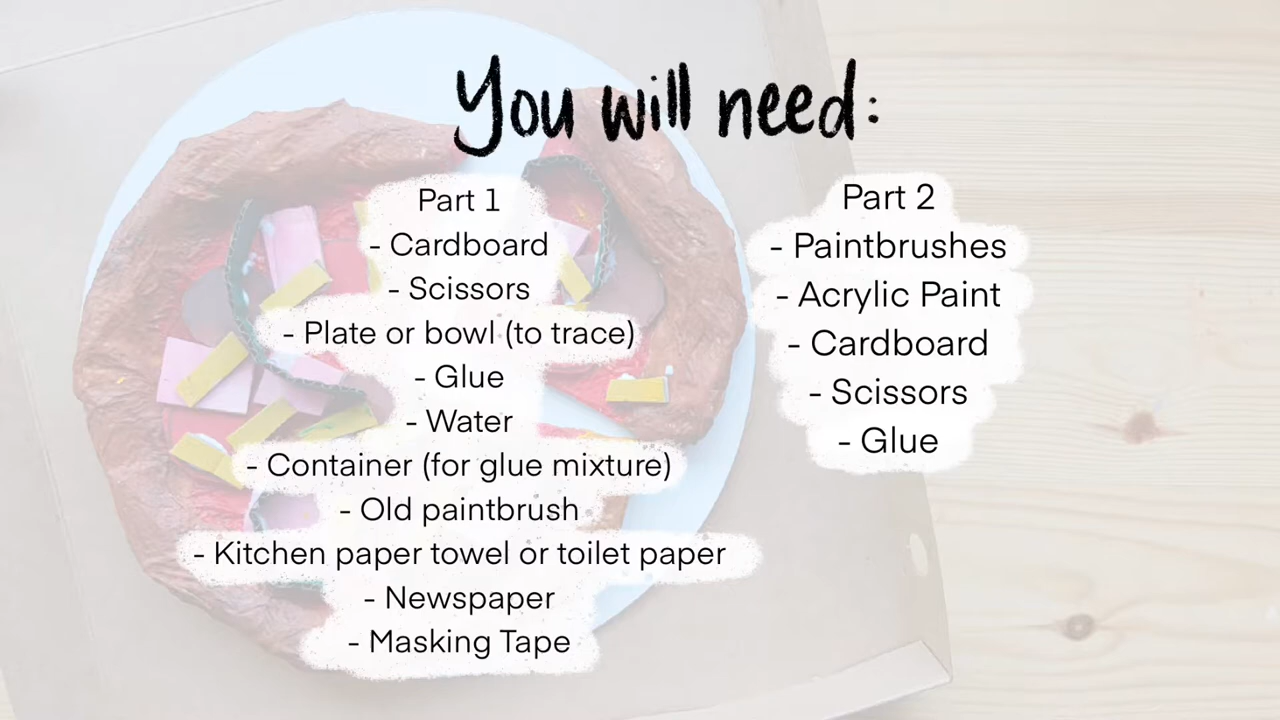 You will need:
Part 1
- Cardboard
- Scissors
- Plate or bowl (to trace)
- Glue
- Water
- Container (for glue mixture)
- Old paintbrush
- Kitchen paper towel or toilet paper
- Newspaper
- Masking Tape
Part 2
- Paintbrushes
- Acrylic Paint
- Cardboard
- Scissors
- Glue